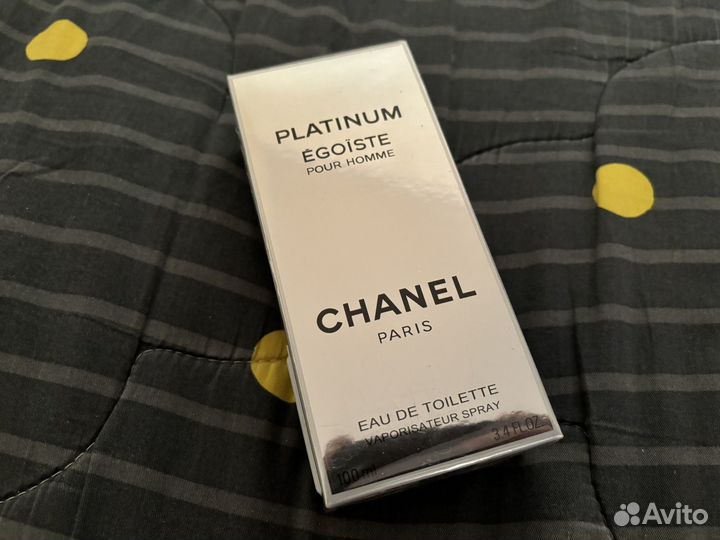 PLATINUM
ÉGOÏSTE
POUR HOMME
CHANEL
PARIS
EAU DE TOILETTE
VAPORISATEUR SPRAY
100 ml 3.4 FL.OZ.
Avito